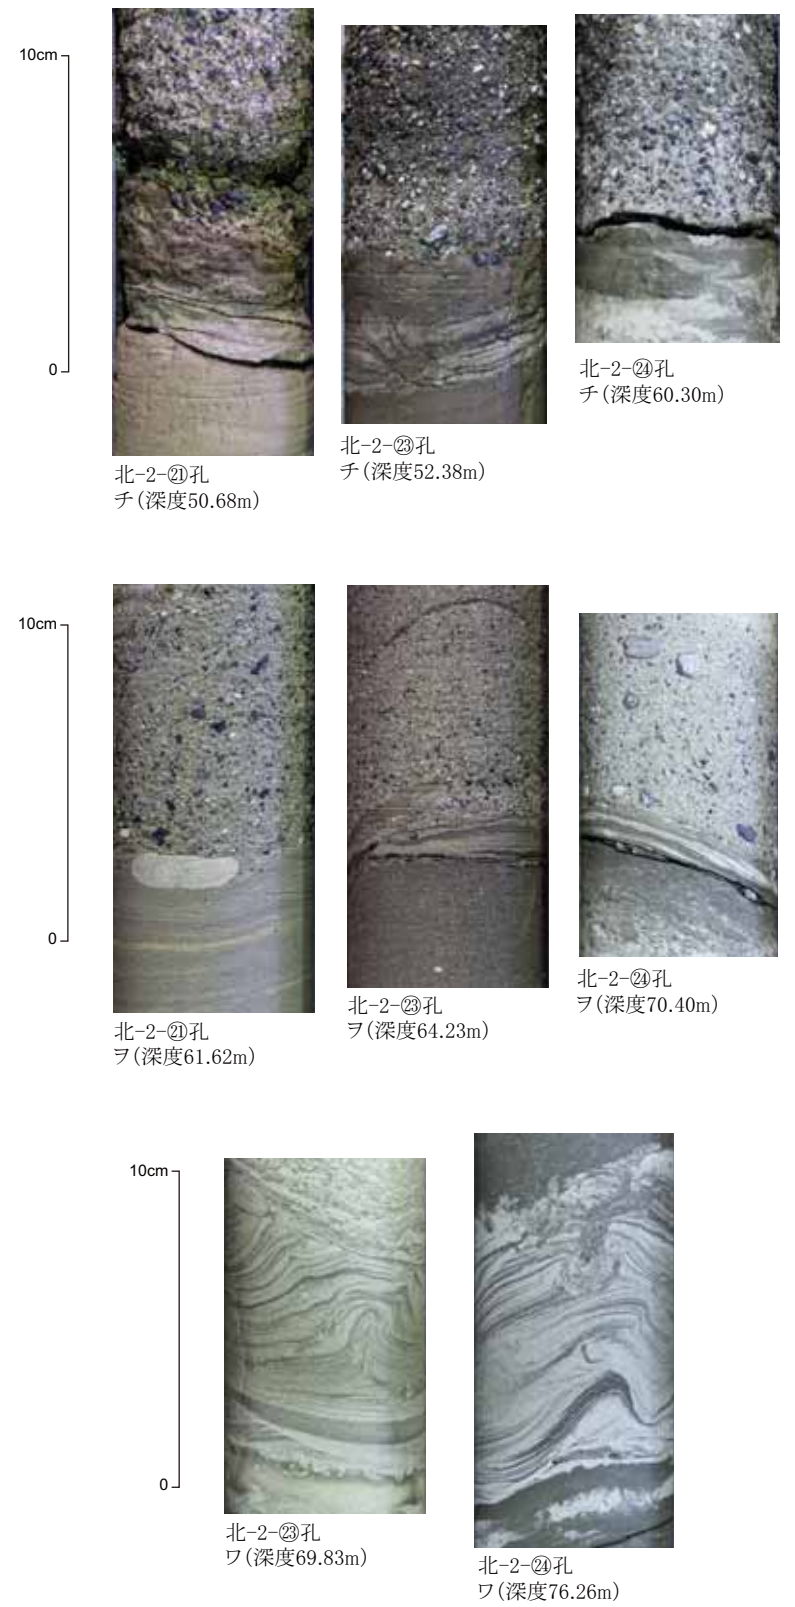 10cm
0
北-2-㉑孔
チ(深度50.68m)
北-2-㉓孔
チ(深度52.38m)
北-2-㉔孔
チ(深度60.30m)
10cm
0
北-2-㉑孔
ヲ(深度61.62m)
北-2-㉓孔
ヲ(深度64.23m)
北-2-㉔孔
ヲ(深度70.40m)
10cm
0
北-2-㉓孔
ワ(深度69.83m)
北-2-㉔孔
ワ(深度76.26m)